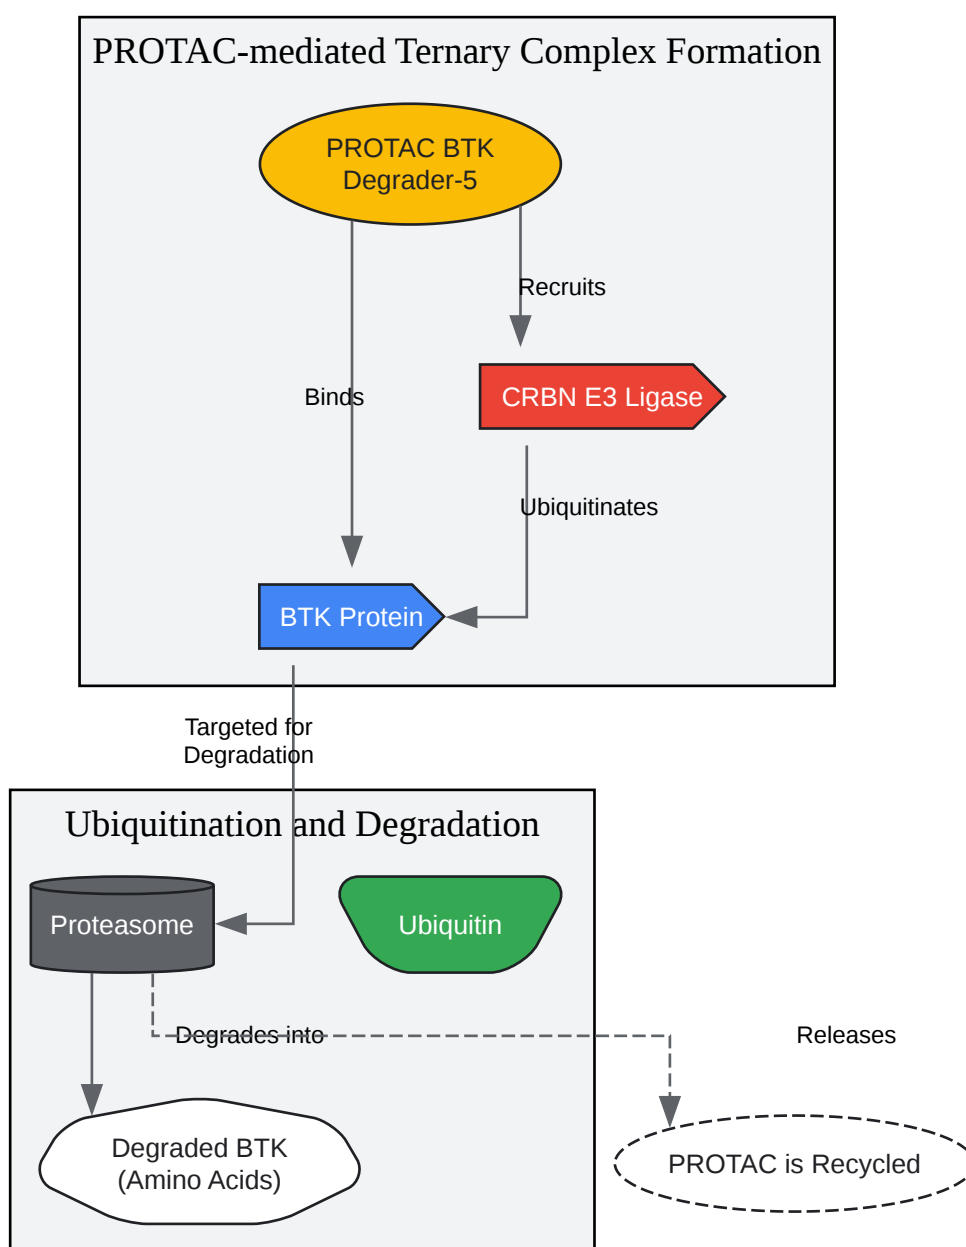 PROTAC-mediated Ternary Complex Formation
PROTAC BTK
Degrader-5
Recruits
Binds
CRBN E3 Ligase
Ubiquitinates
BTK Protein
Targeted for
Degradation
Ubiquitination and Degradation
Proteasome
Ubiquitin
Degrades into
Releases
Degraded BTK
(Amino Acids)
PROTAC is Recycled